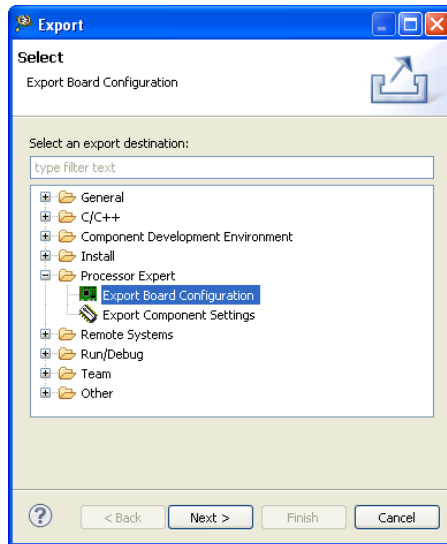 Export
Select
Export Board Configuration
Select an export destination:
type filter text
General
C/C++
Component Development Environment
Install
Processor Expert
Export Board Configuration
Export Component Settings
Remote Systems
Run/Debug
Team
Other
? < Back Next > Finish Cancel